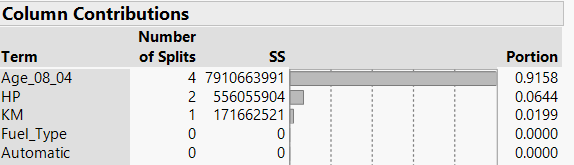 Column Contributions
Number
Term of Splits SS Portion
Age_08_04 4 7910663991 0.9158
HP 2 556055904 0.0644
KM 1 171662521 0.0199
Fuel_Type 0 0 0.0000
Automatic 0 0 0.0000